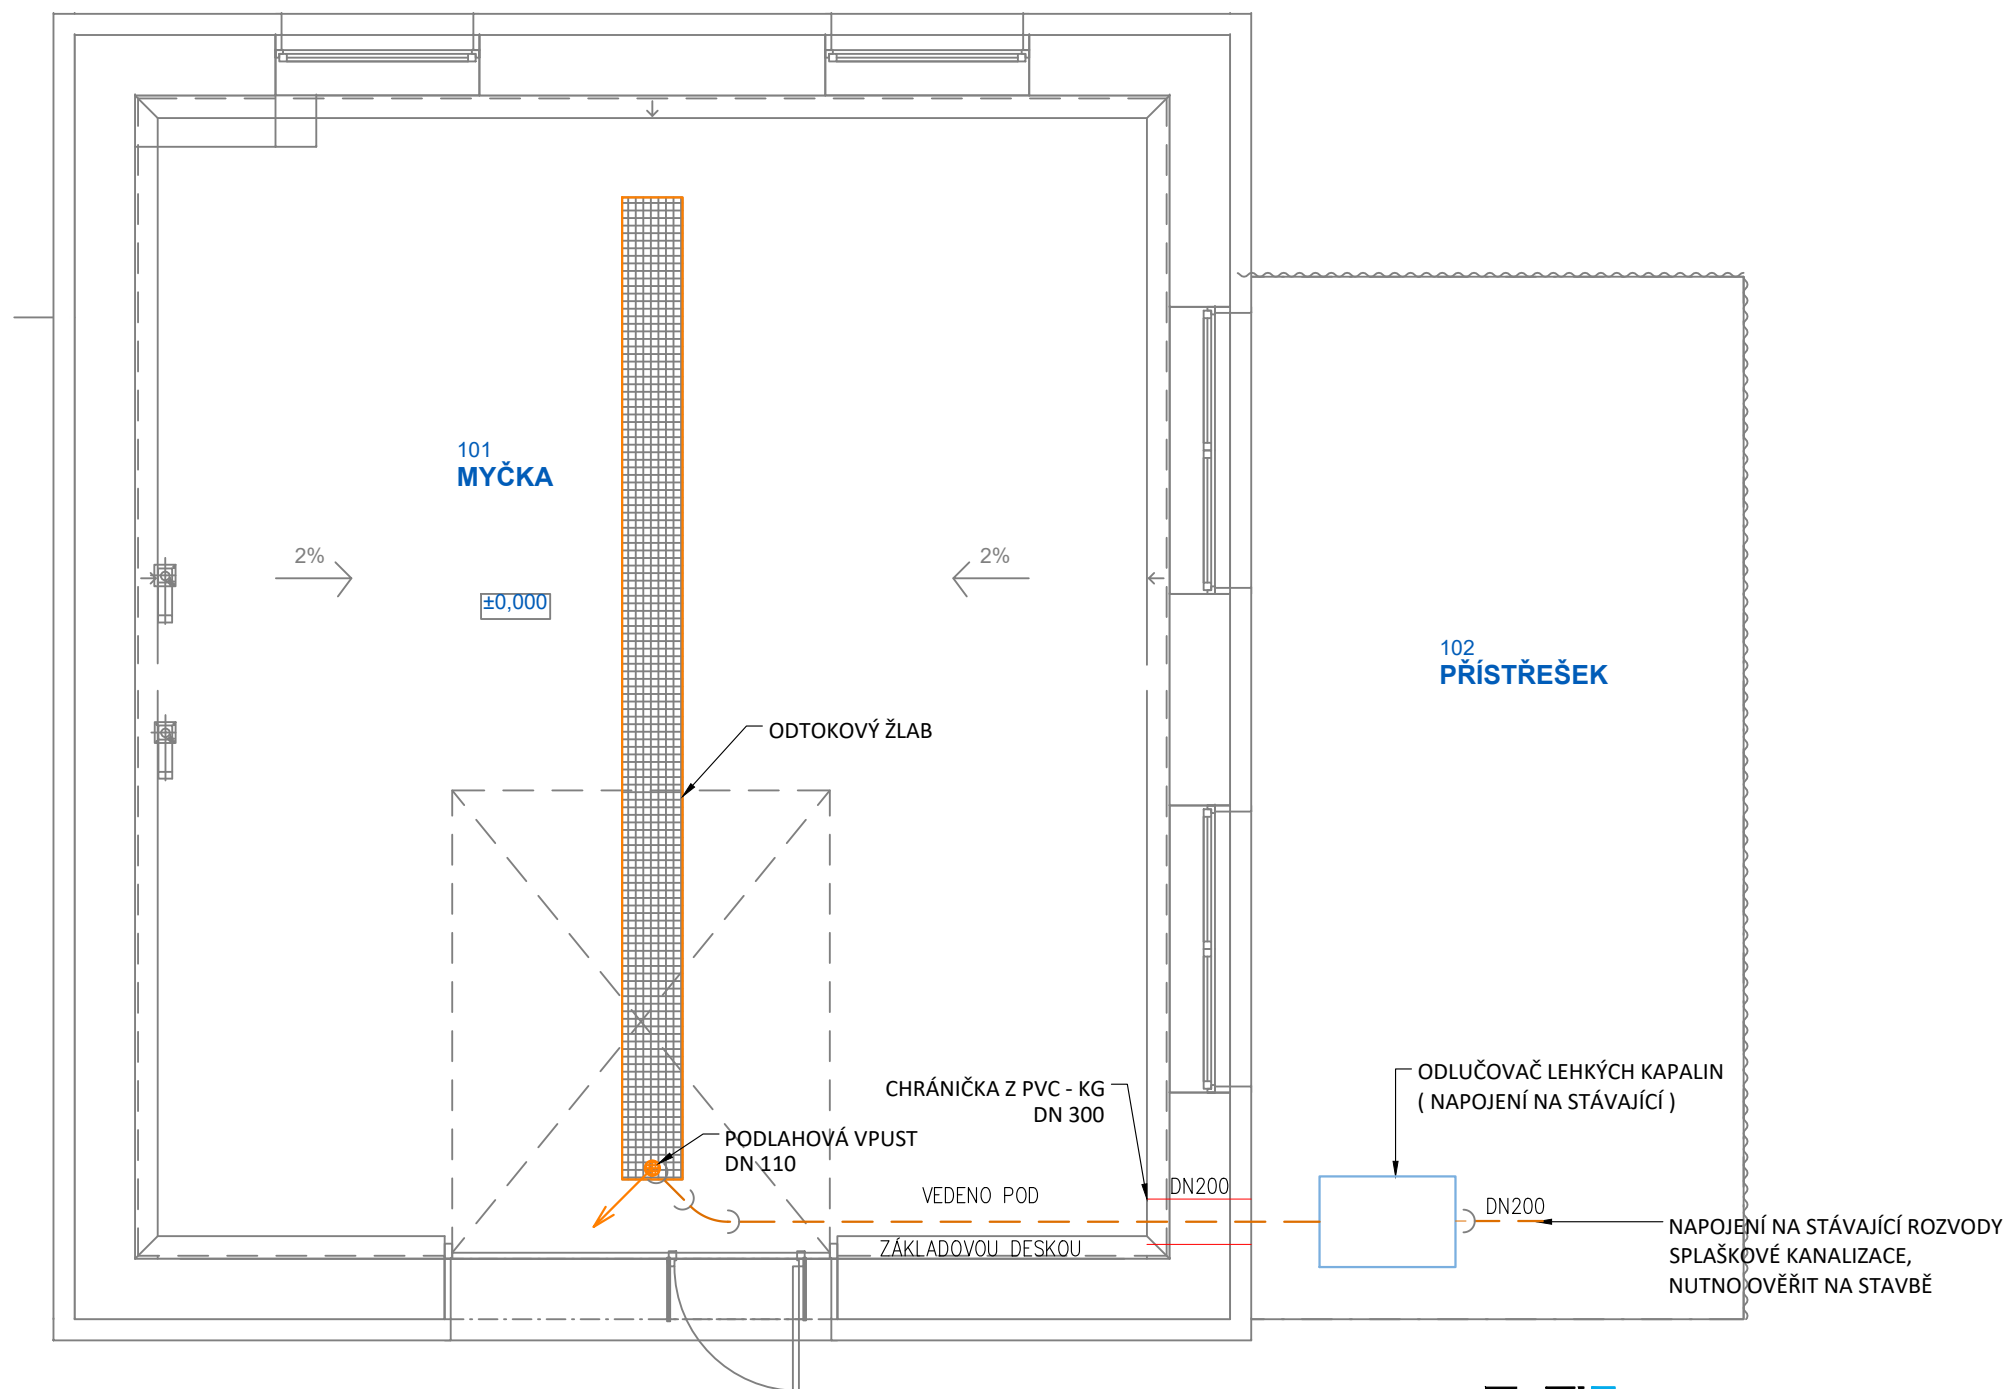 101
MYČKA
2%
2%
±0,000
102
PŘÍSTŘEŠEK
ODTOKOVÝ ŽLAB
CHRÁNIČKA Z PVC - KG
DN 300
ODLUČOVAČ LEHKÝCH KAPALIN
( NAPOJENÍ NA STÁVAJÍCÍ )
PODLAHOVÁ VPUST
DN 110
VEDENO POD
DN200
DN200
ZÁKLADOVOU DESKOU
NAPOJENÍ NA STÁVAJÍCÍ ROZVODY
SPLAŠKOVÉ KANALIZACE,
NUTNO OVĚŘIT NA STAVBĚ